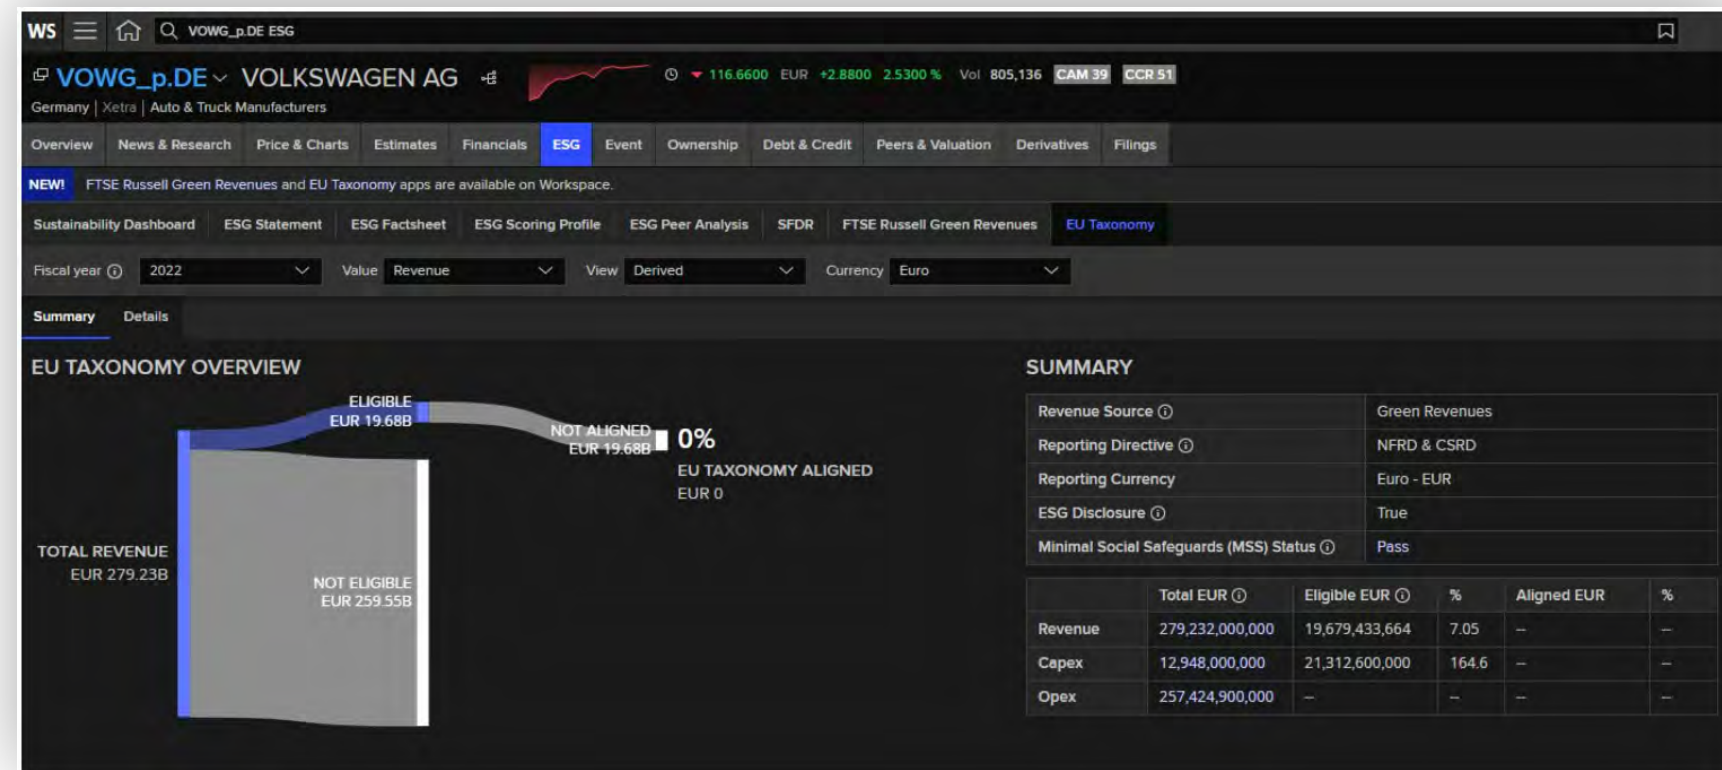 WS VOWG_p.DE ESG
VOWG_p.DE VOLKSWAGEN AG 116.6600 EUR +2.8800 2.5300 % Vol 805,136 CAM 39 CCR 51
Germany | Xetra | Auto & Truck Manufacturers
Overview News & Research Price & Charts Estimates Financials ESG Event Ownership Debt & Credit Peers & Valuation Derivatives Filings
NEW! FTSE Russell Green Revenues and EU Taxonomy apps are available on Workspace.
Sustainability Dashboard ESG Statement ESG Factsheet ESG Scoring Profile ESG Peer Analysis SFDR FTSE Russell Green Revenues EU Taxonomy
Fiscal year 2022 Value Revenue View Derived Currency Euro
Summary Details
EU TAXONOMY OVERVIEW
ELIGIBLE
EUR 19.68B
NOT ALIGNED
EUR 19.68B
0%
EU TAXONOMY ALIGNED
EUR 0
TOTAL REVENUE
EUR 279.23B
NOT ELIGIBLE
EUR 259.55B
SUMMARY
Revenue Source Green Revenues
Reporting Directive NFRD & CSRD
Reporting Currency Euro - EUR
ESG Disclosure True
Minimal Social Safeguards (MSS) Status Pass
Total EUR Eligible EUR % Aligned EUR %
Revenue 279,232,000,000 19,679,433,664 7.05 -- --
Capex 12,948,000,000 21,312,600,000 164.6 -- --
Opex 257,424,900,000 -- -- -- --